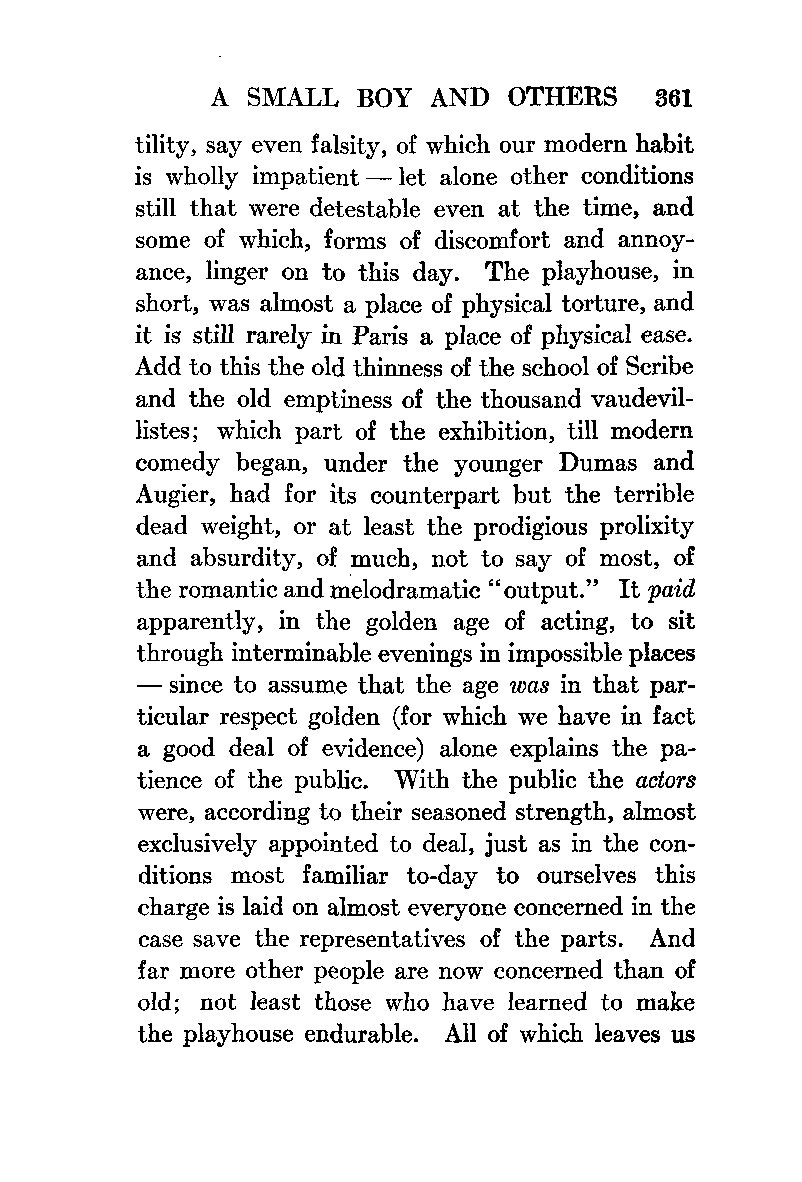 A SMALL BOY AND OTHERS 361
tility, say even falsity, of which our modern habit
is wholly impatient — let alone other conditions
still that were detestable even at the time, and
some of which, forms of discomfort and annoy-
ance, linger on to this day. The playhouse, in
short, was almost a place of physical torture, and
it is still rarely in Paris a place of physical ease.
Add to this the old thinness of the school of Scribe
and the old emptiness of the thousand vaudevil-
listes; which part of the exhibition, till modern
comedy began, under the younger Dumas and
Augier, had for its counterpart but the terrible
dead weight, or at least the prodigious prolixity
and absurdity, of much, not to say of most, of
the romantic and melodramatic “output.” It paid
apparently, in the golden age of acting, to sit
through interminable evenings in impossible places
— since to assume that the age was in that par-
ticular respect golden (for which we have in fact
a good deal of evidence) alone explains the pa-
tience of the public. With the public the actors
were, according to their seasoned strength, almost
exclusively appointed to deal, just as in the con-
ditions most familiar to-day to ourselves this
charge is laid on almost everyone concerned in the
case save the representatives of the parts. And
far more other people are now concerned than of
old; not least those who have learned to make
the playhouse endurable. All of which leaves us